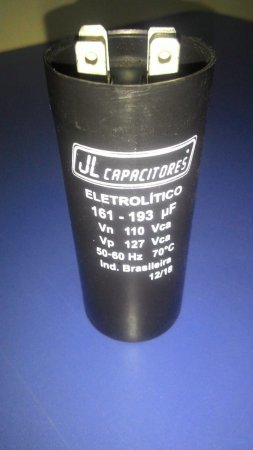 JL CAPACITORES
ELETROLÍTICO
161 - 193 µF
Vn 110 Vca
Vp 127 Vca
50-60 Hz 70°C
Ind. Brasileira
12/18